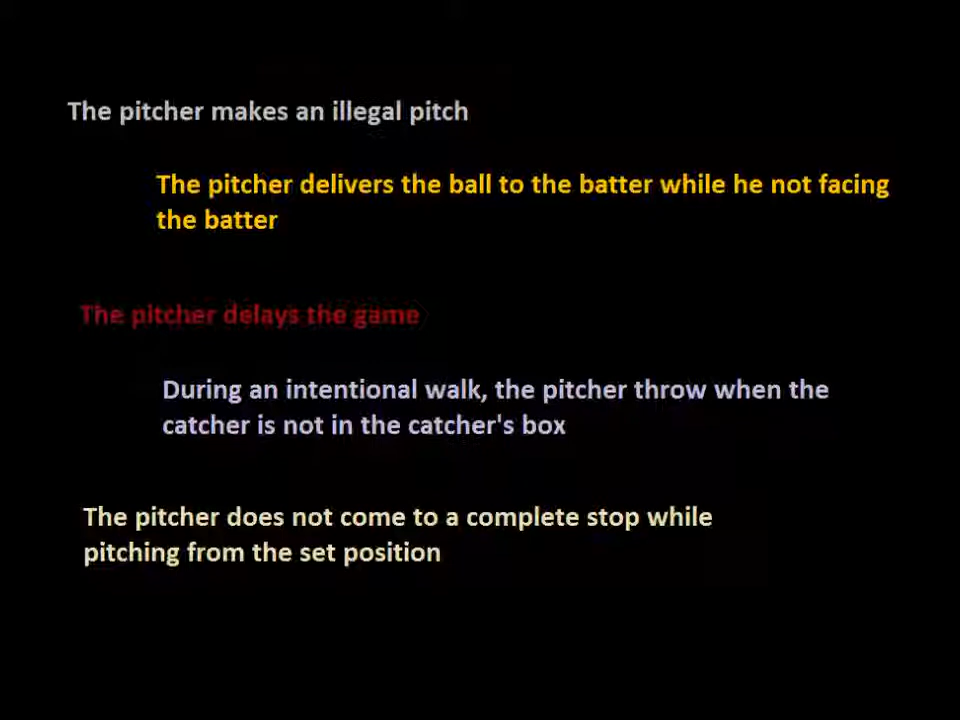 The pitcher makes an illegal pitch
The pitcher delivers the ball to the batter while he not facing
the batter
The pitcher delays the game
During an intentional walk, the pitcher throw when the
catcher is not in the catcher's box
The pitcher does not come to a complete stop while
pitching from the set position